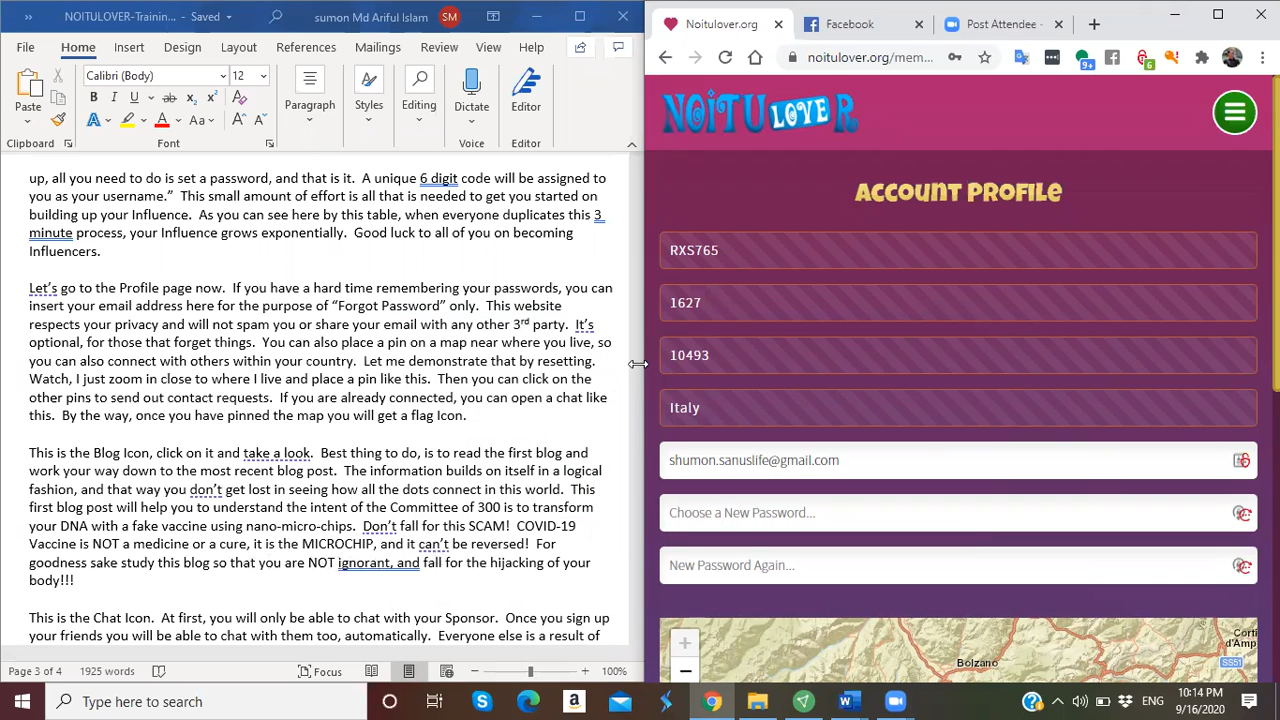 NOITULOVER-Trainin... - Saved
sumon Md Ariful Islam
SM
File Home Insert Design Layout References Mailings Review View Help
Calibri (Body)
12
Paste
B I U ab x₂ x²
A A Aa A A
Paragraph
Styles
Editing
Dictate
Editor
Clipboard
Font
Voice
Editor
up, all you need to do is set a password, and that is it. A unique 6 digit code will be assigned to
you as your username.” This small amount of effort is all that is needed to get you started on
building up your Influence. As you can see here by this table, when everyone duplicates this 3
minute process, your Influence grows exponentially. Good luck to all of you on becoming
Influencers.
Let’s go to the Profile page now. If you have a hard time remembering your passwords, you can
insert your email address here for the purpose of “Forgot Password” only. This website
respects your privacy and will not spam you or share your email with any other 3rd party. It’s
optional, for those that forget things. You can also place a pin on a map near where you live, so
you can also connect with others within your country. Let me demonstrate that by resetting.
Watch, I just zoom in close to where I live and place a pin like this. Then you can click on the
other pins to send out contact requests. If you are already connected, you can open a chat like
this. By the way, once you have pinned the map you will get a flag Icon.
This is the Blog Icon, click on it and take a look. Best thing to do, is to read the first blog and
work your way down to the most recent blog post. The information builds on itself in a logical
fashion, and that way you don’t get lost in seeing how all the dots connect in this world. This
first blog post will help you to understand the intent of the Committee of 300 is to transform
your DNA with a fake vaccine using nano-micro-chips. Don’t fall for this SCAM! COVID-19
Vaccine is NOT a medicine or a cure, it is the MICROCHIP, and it can’t be reversed! For
goodness sake study this blog so that you are NOT ignorant, and fall for the hijacking of your
body!!!
This is the Chat Icon. At first, you will only be able to chat with your Sponsor. Once you sign up
your friends you will be able to chat with them too, automatically. Everyone else is a result of
Page 3 of 4
1925 words
Focus
100%
Noitulover.org
Facebook
Post Attendee -
noitulover.org/mem...
9+
6
NOITULOVER
ACCOUNT PROFILE
RXS765
1627
10493
Italy
shumon.sanuslife@gmail.com
Choose a New Password...
New Password Again...
+
−
Bolzano
Corti
d'Amp
SS51
Type here to search
ENG
10:14 PM
9/16/2020